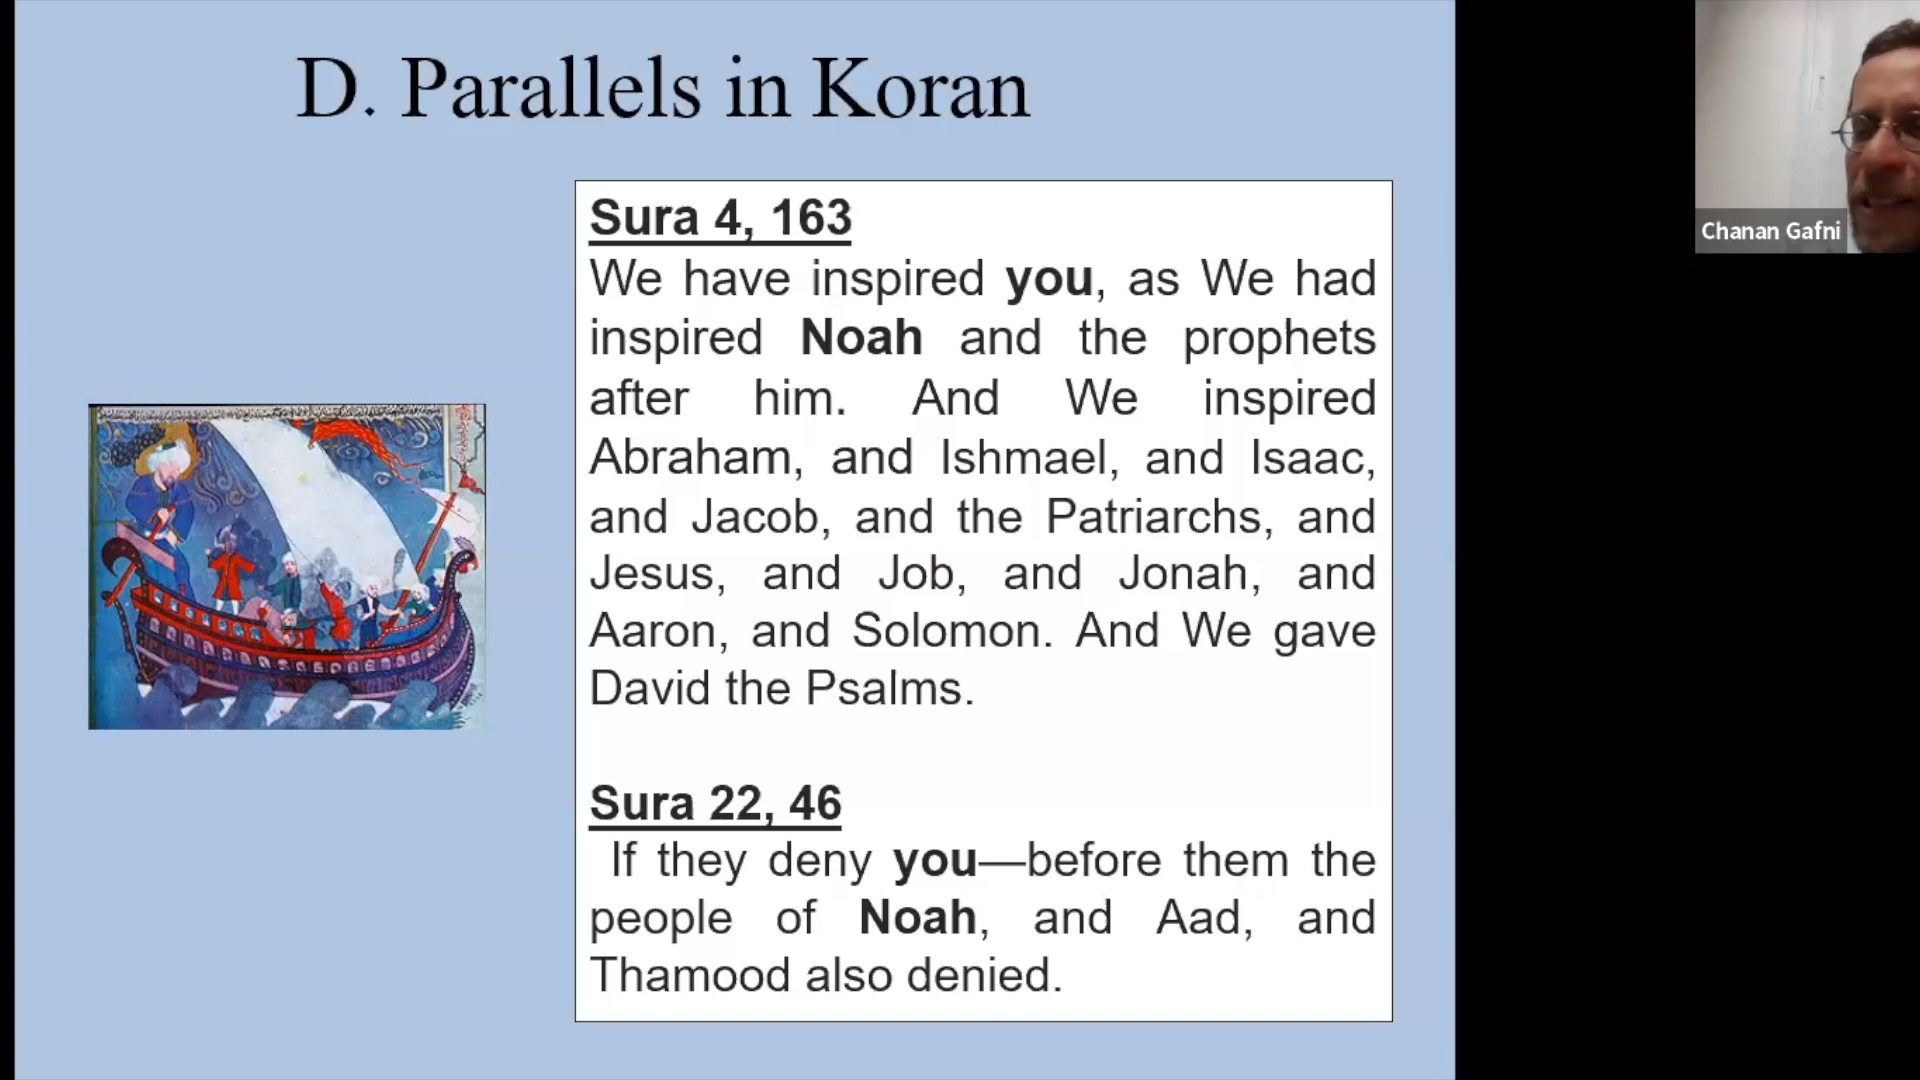 D. Parallels in Koran
Sura 4, 163
We have inspired you, as We had
inspired Noah and the prophets
after him. And We inspired
Abraham, and Ishmael, and Isaac,
and Jacob, and the Patriarchs, and
Jesus, and Job, and Jonah, and
Aaron, and Solomon. And We gave
David the Psalms.
Sura 22, 46
If they deny you—before them the
people of Noah, and Aad, and
Thamood also denied.
Chanan Gafni